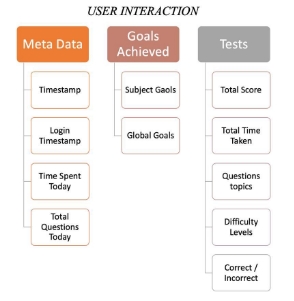 USER INTERACTION
Meta Data
Timestamp
Login
Timestamp
Time Spent
Today
Total
Questions
Today
Goals
Achieved
Subject Gaols
Global Goals
Tests
Total Score
Total Time
Taken
Questions
topics
Difficulty
Levels
Correct /
Incorrect